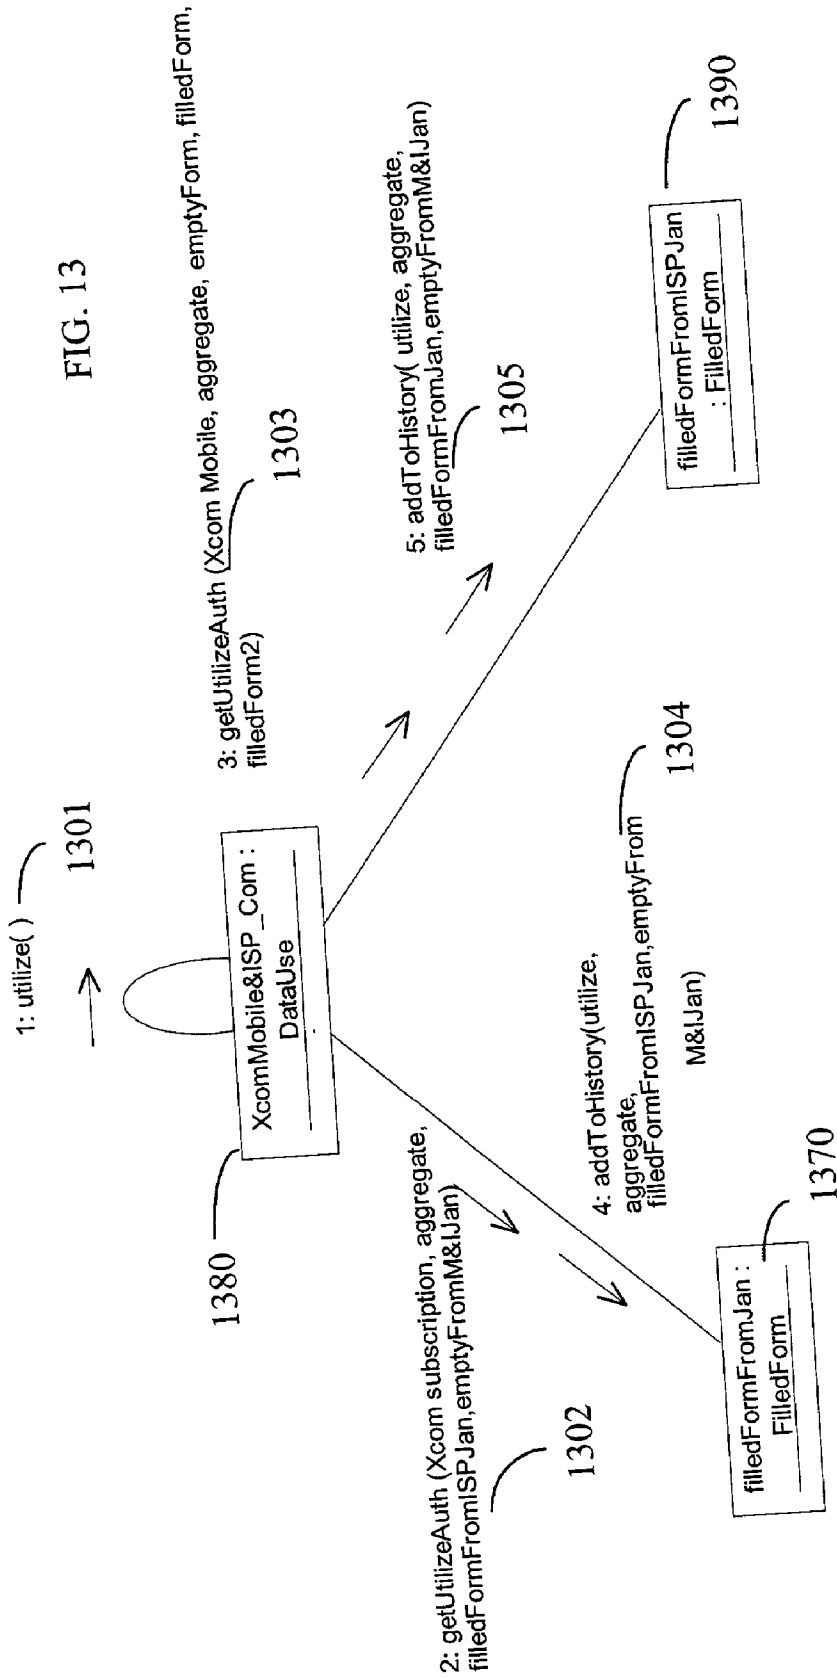 FIG. 13
1: utilize( )
1301
3: getUtilizeAuth (Xcom Mobile, aggregate, emptyForm, filledForm,
filledForm2)
1303
1380
XcomMobile&ISP_Com :
DataUse
:
5: addToHistory( utilize, aggregate,
filledFormFromJan,emptyFromM&IJan)
1305
2: getUtilizeAuth (Xcom subscription, aggregate,
filledFormFromISPJan,emptyFromM&IJan)
1302
4: addToHistory(utilize,
aggregate,
filledFormFromISPJan,emptyFrom
M&IJan)
1304
filledFormFromJan :
FilledForm
1370
filledFormFromISPJan
: FilledForm
1390